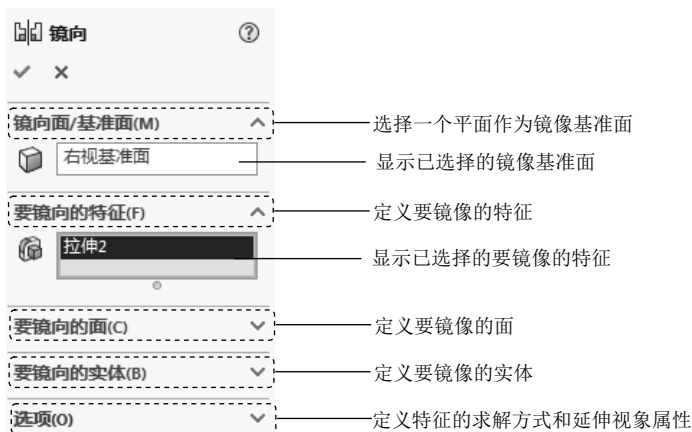 镜向
镜向面/基准面(M)
选择一个平面作为镜像基准面
右视基准面
显示已选择的镜像基准面
要镜向的特征(F)
定义要镜像的特征
拉伸2
显示已选择的要镜像的特征
要镜向的面(C)
定义要镜像的面
要镜向的实体(B)
定义要镜像的实体
选项(O)
定义特征的求解方式和延伸视象属性